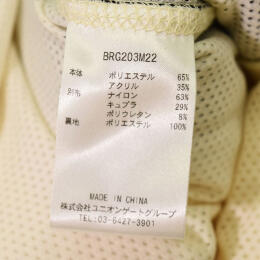 BRG203M22
本体 ポリエステル 65%
アクリル 35%
別布 ナイロン 63%
キュプラ 29%
ポリウレタン 8%
裏地 ポリエステル 100%
MADE IN CHINA
株式会社ユニオンゲートグループ
TEL:03-6427-3901